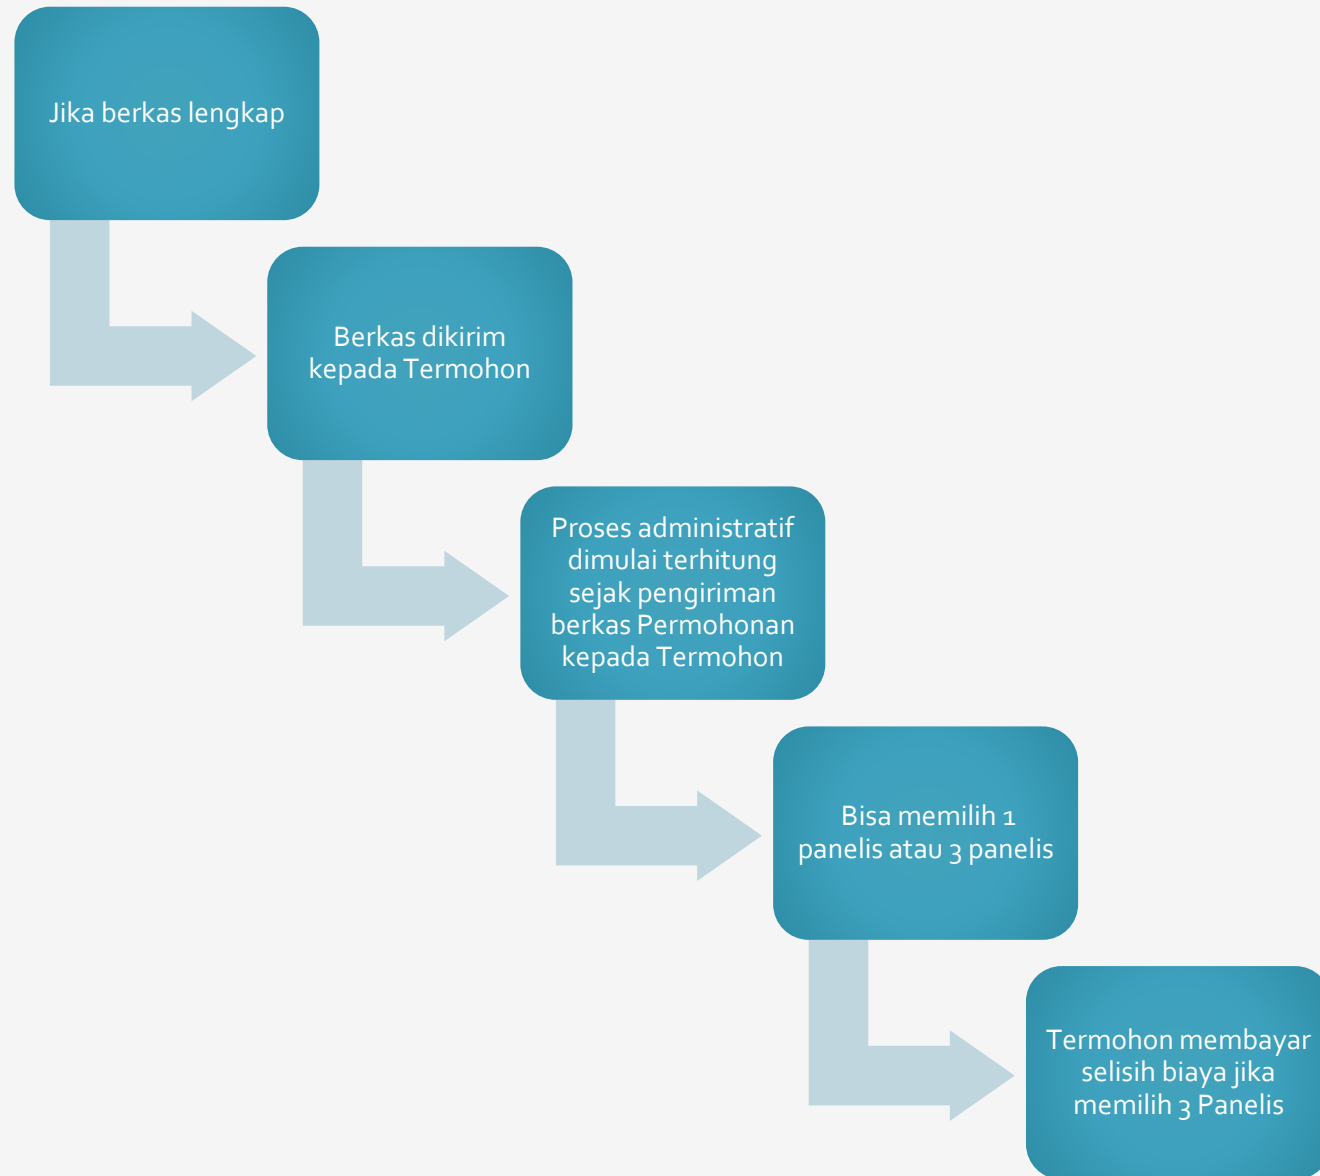 Jika berkas lengkap
Berkas dikirim
kepada Termohon
Proses administratif
dimulai terhitung
sejak pengiriman
berkas Permohonan
kepada Termohon
Bisa memilih 1
panelis atau 3 panelis
Termohon membayar
selisih biaya jika
memilih 3 Panelis